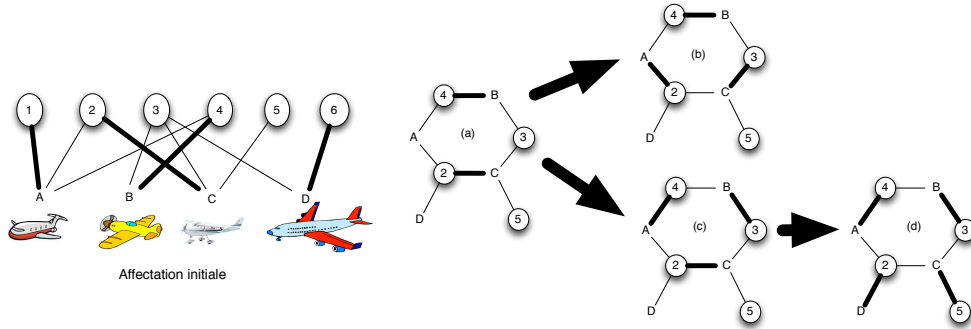 1 2 3 4 5 6
A B C D
Affectation initiale
4 B
A (a) 3
2 C
D 5
4 B
A (b) 3
2 C
D 5
4 B
A (c) 3
2 C
D 5
4 B
A (d) 3
2 C
D 5